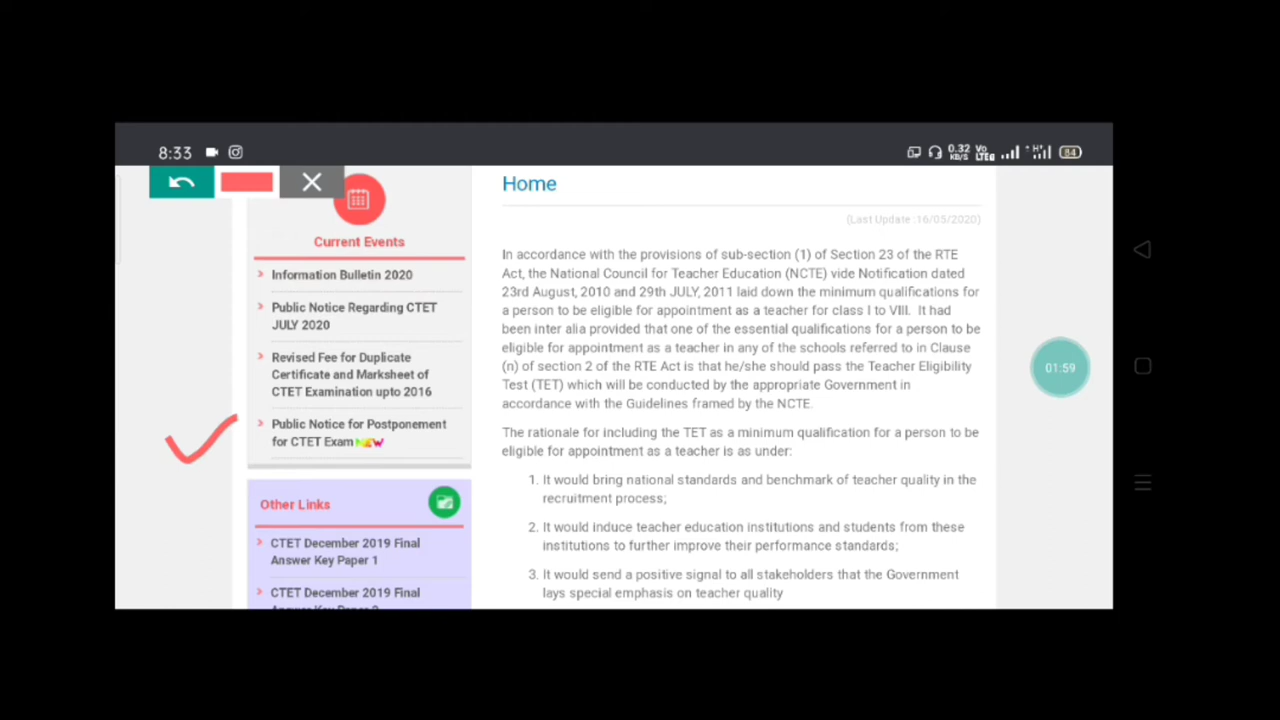 8:33
0.32
KB/S
Vo
LTE
84
Home
(Last Update :16/05/2020)
Current Events
Information Bulletin 2020
Public Notice Regarding CTET
JULY 2020
Revised Fee for Duplicate
Certificate and Marksheet of
CTET Examination upto 2016
Public Notice for Postponement
for CTET Exam NEW
Other Links
CTET December 2019 Final
Answer Key Paper 1
CTET December 2019 Final
Answer Key Paper 2
In accordance with the provisions of sub-section (1) of Section 23 of the RTE
Act, the National Council for Teacher Education (NCTE) vide Notification dated
23rd August, 2010 and 29th JULY, 2011 laid down the minimum qualifications for
a person to be eligible for appointment as a teacher for class I to VIII. It had
been inter alia provided that one of the essential qualifications for a person to be
eligible for appointment as a teacher in any of the schools referred to in Clause
(n) of section 2 of the RTE Act is that he/she should pass the Teacher Eligibility
Test (TET) which will be conducted by the appropriate Government in
accordance with the Guidelines framed by the NCTE.
The rationale for including the TET as a minimum qualification for a person to be
eligible for appointment as a teacher is as under:
1. It would bring national standards and benchmark of teacher quality in the
recruitment process;
2. It would induce teacher education institutions and students from these
institutions to further improve their performance standards;
3. It would send a positive signal to all stakeholders that the Government
lays special emphasis on teacher quality
01:59